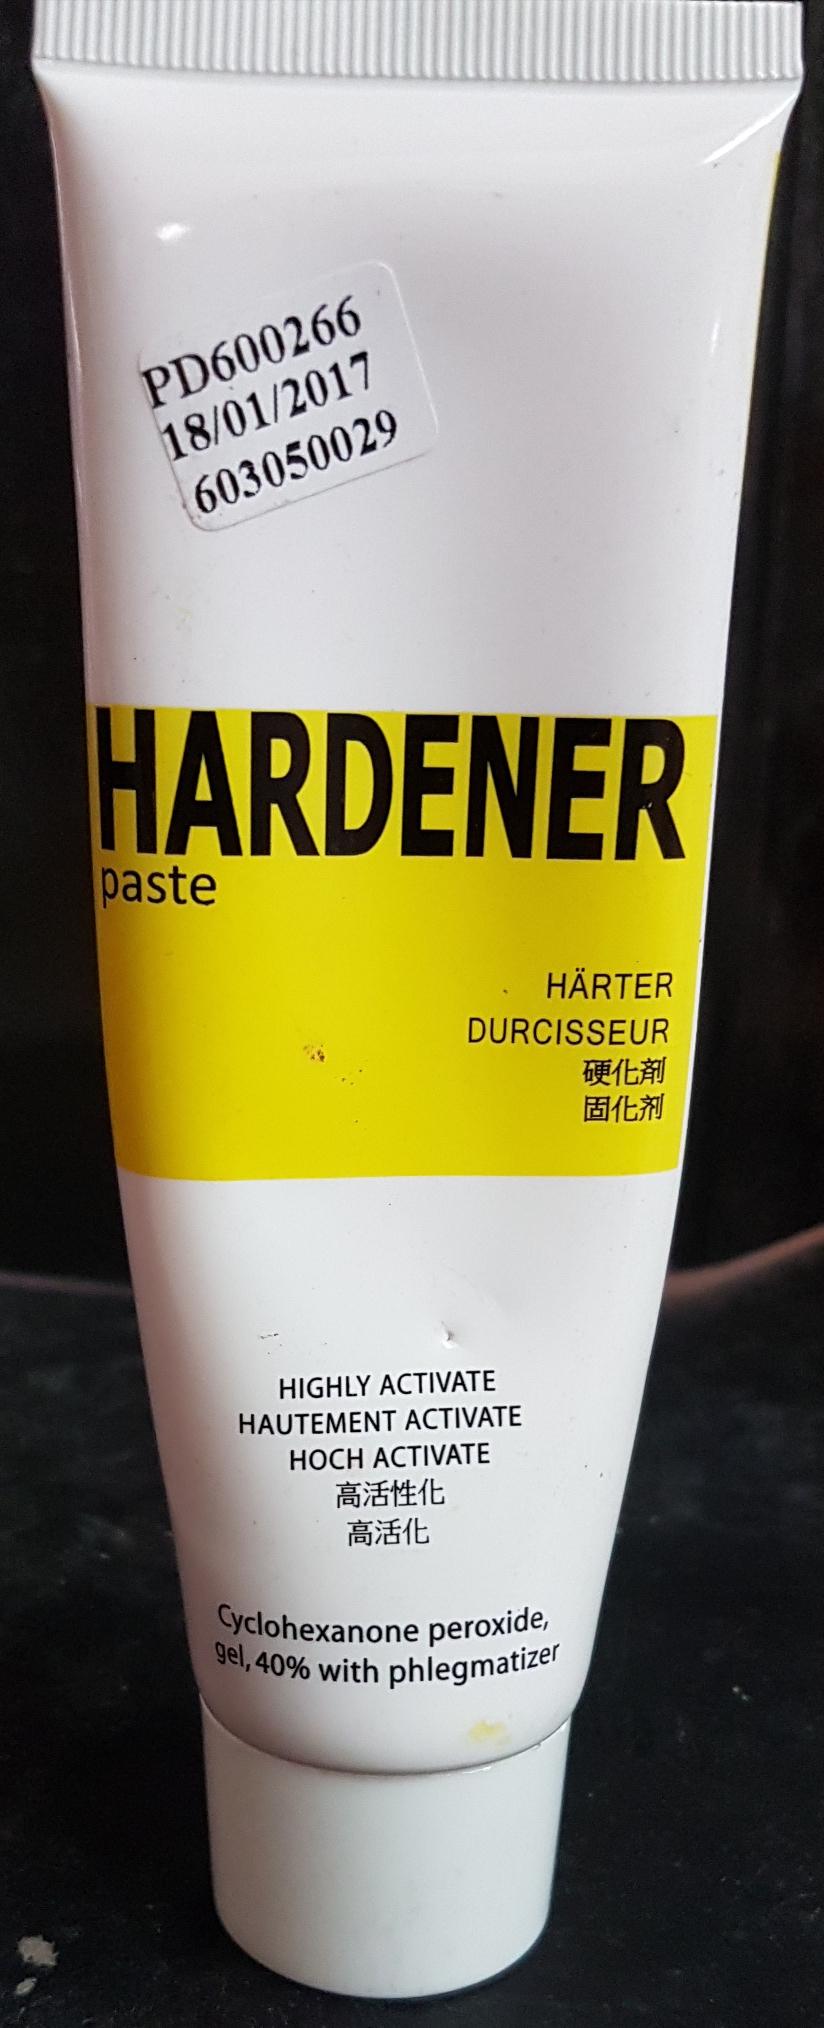 PD600266
18/01/2017
603050029
HARDENER
paste
HÄRTER
DURCISSEUR
硬化剤
固化剂
HIGHLY ACTIVATE
HAUTEMENT ACTIVATE
HOCH ACTIVATE
高活性化
高活化
Cyclohexanone peroxide,
gel, 40% with phlegmatizer